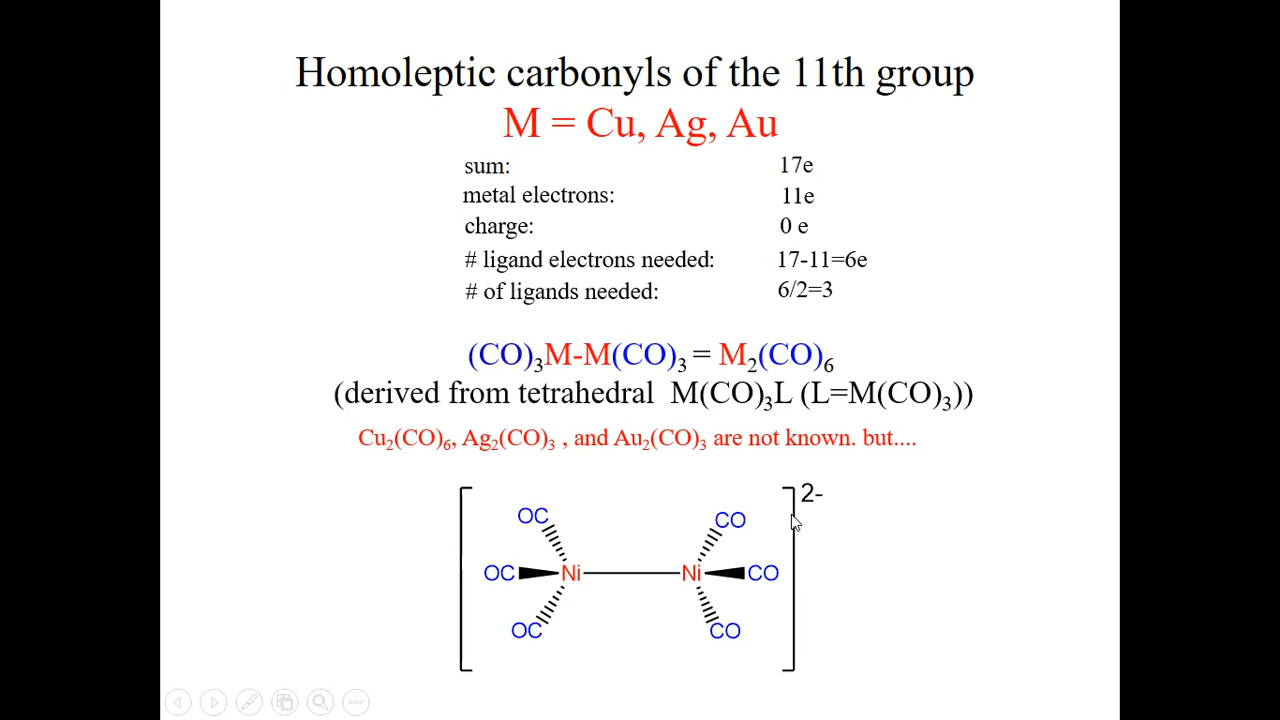 Homoleptic carbonyls of the 11th group
M = Cu, Ag, Au
sum: 17e
metal electrons: 11e
charge: 0 e
# ligand electrons needed: 17-11=6e
# of ligands needed: 6/2=3
(CO)₃M-M(CO)₃ = M₂(CO)₆
(derived from tetrahedral M(CO)₃L (L=M(CO)₃))
Cu₂(CO)₆, Ag₂(CO)₃ , and Au₂(CO)₃ are not known. but....
2-
OC CO
OC Ni Ni CO
OC CO